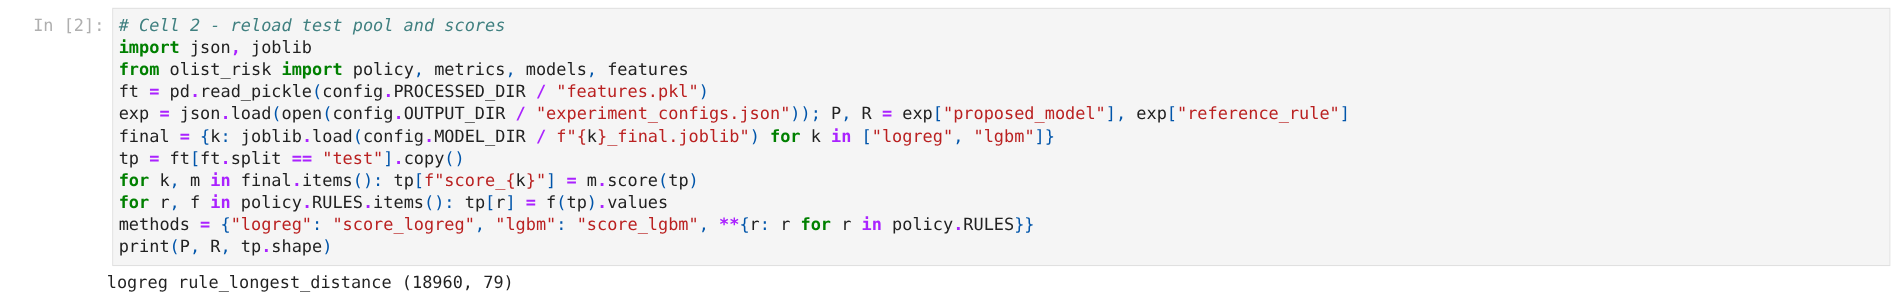 In [2]: # Cell 2 - reload test pool and scores
import json, joblib
from olist_risk import policy, metrics, models, features
ft = pd.read_pickle(config.PROCESSED_DIR / "features.pkl")
exp = json.load(open(config.OUTPUT_DIR / "experiment_configs.json")); P, R = exp["proposed_model"], exp["reference_rule"]
final = {k: joblib.load(config.MODEL_DIR / f"{k}_final.joblib") for k in ["logreg", "lgbm"]}
tp = ft[ft.split == "test"].copy()
for k, m in final.items(): tp[f"score_{k}"] = m.score(tp)
for r, f in policy.RULES.items(): tp[r] = f(tp).values
methods = {"logreg": "score_logreg", "lgbm": "score_lgbm", **{r: r for r in policy.RULES}}
print(P, R, tp.shape)
logreg rule_longest_distance (18960, 79)